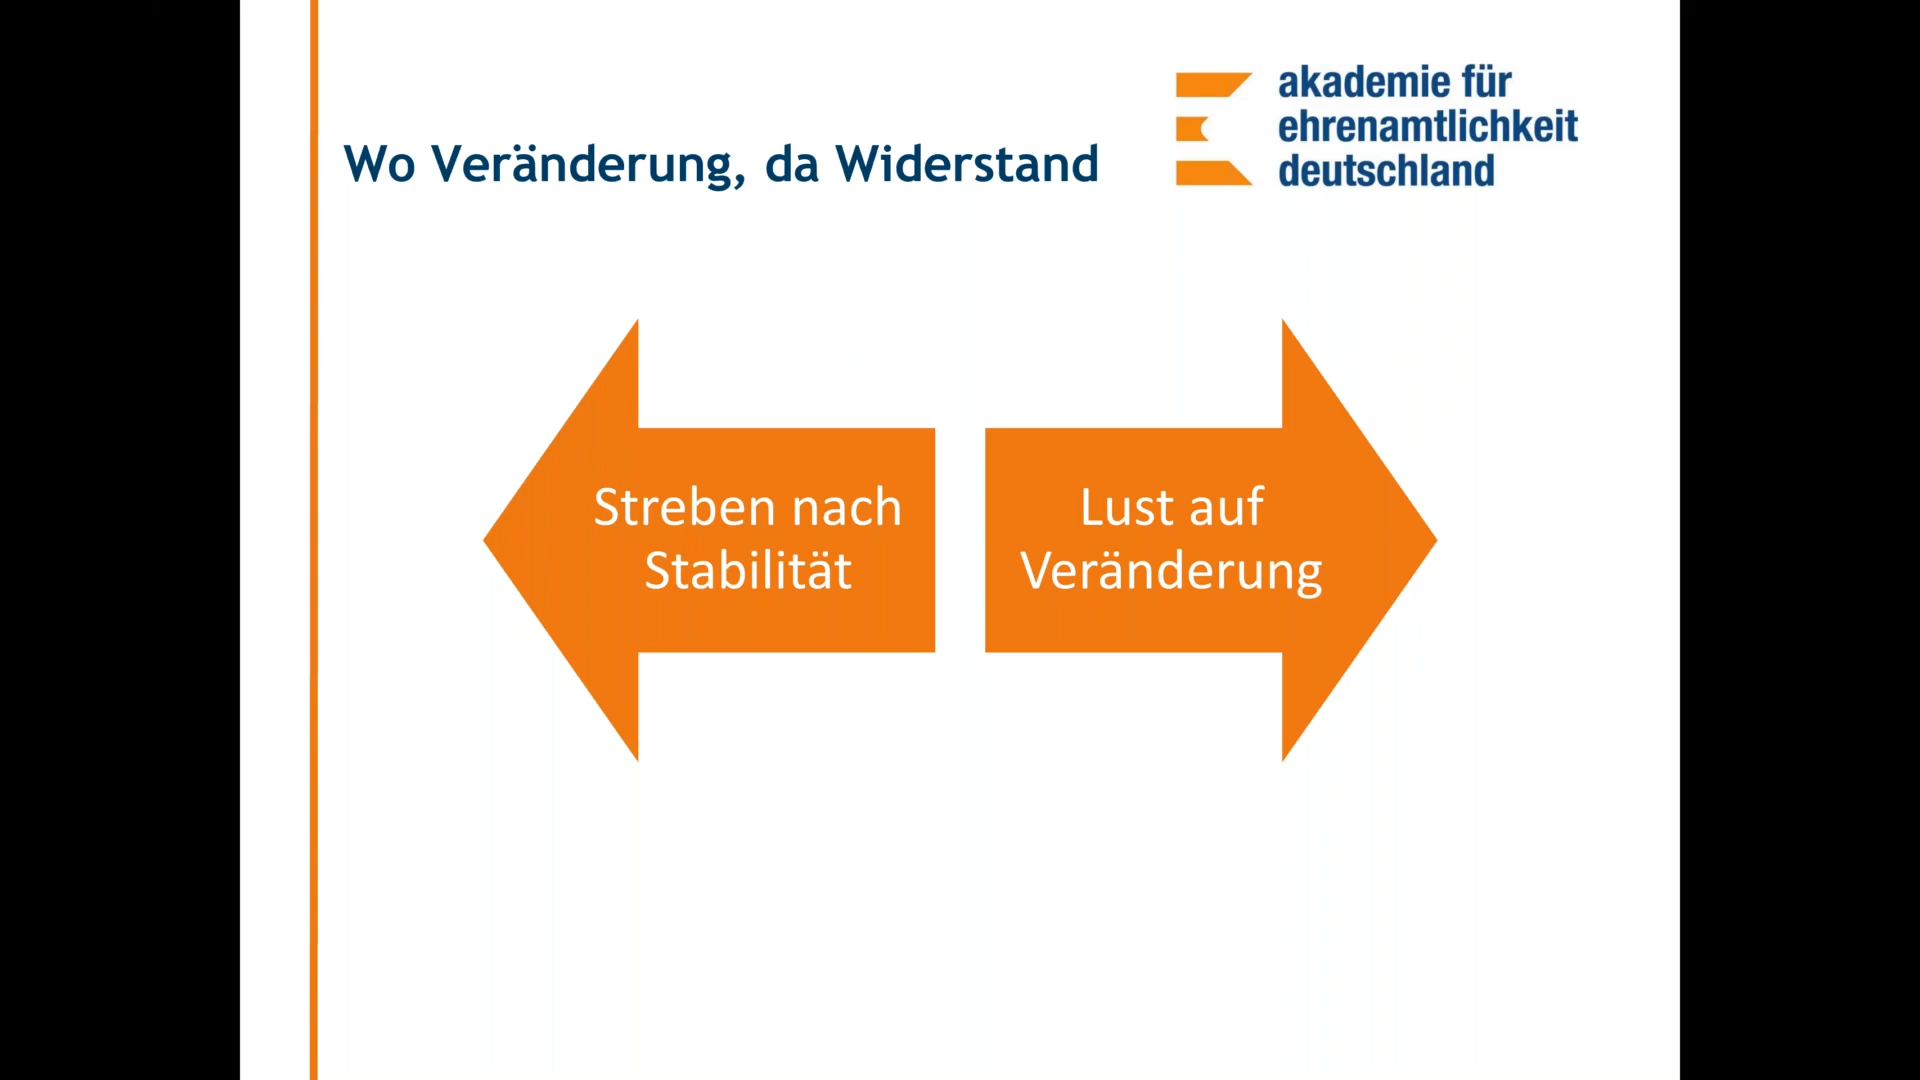 Wo Veränderung, da Widerstand
akademie für
ehrenamtlichkeit
deutschland
Streben nach
Stabilität
Lust auf
Veränderung